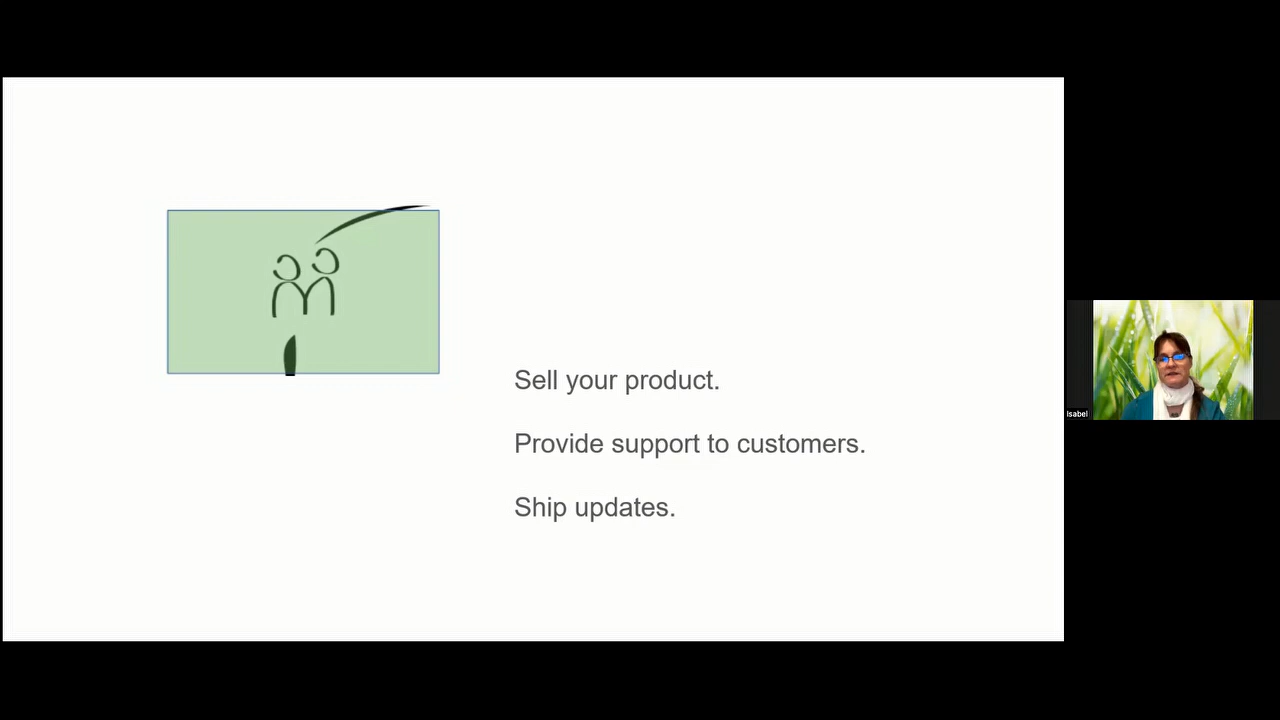 Sell your product.
Provide support to customers.
Ship updates.
Isabel